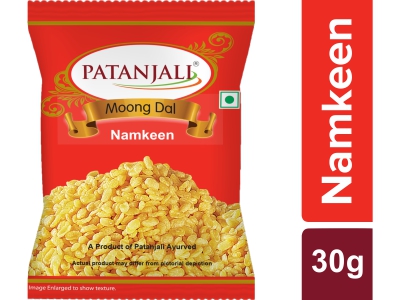 PATANJALI®
Moong Dal
Namkeen
A Product of Patanjali Ayurved
Actual product may differ from pictorial depiction
Image Enlarged to show texture.
Namkeen
30g